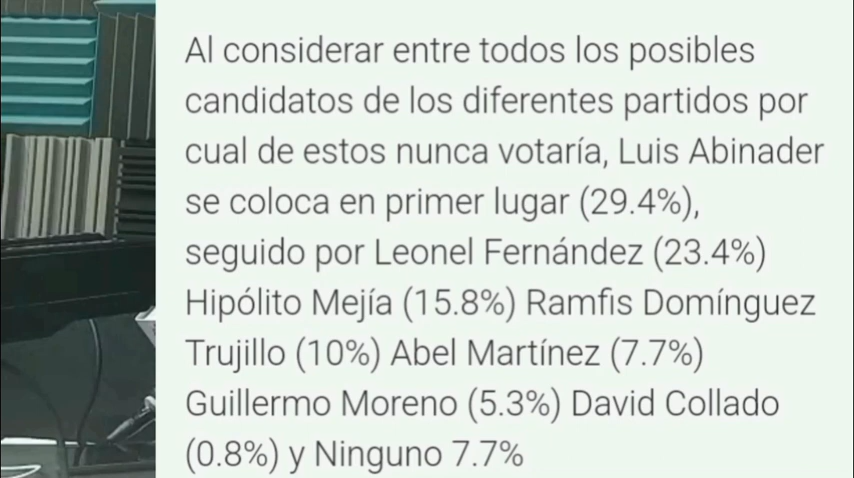 Al considerar entre todos los posibles
candidatos de los diferentes partidos por
cual de estos nunca votaría, Luis Abinader
se coloca en primer lugar (29.4%),
seguido por Leonel Fernández (23.4%)
Hipólito Mejía (15.8%) Ramfis Domínguez
Trujillo (10%) Abel Martínez (7.7%)
Guillermo Moreno (5.3%) David Collado
(0.8%) y Ninguno 7.7%